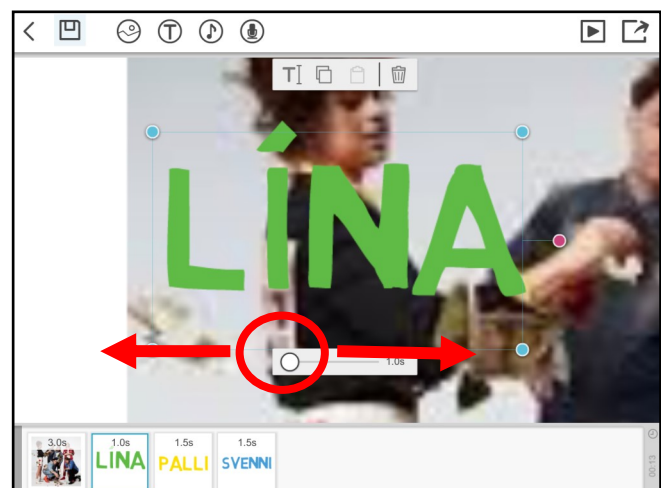 T
T
LÍNA
1.0s
3.0s 1.0s 1.5s 1.5s
LÍNA PALLI SVENNI
00:13